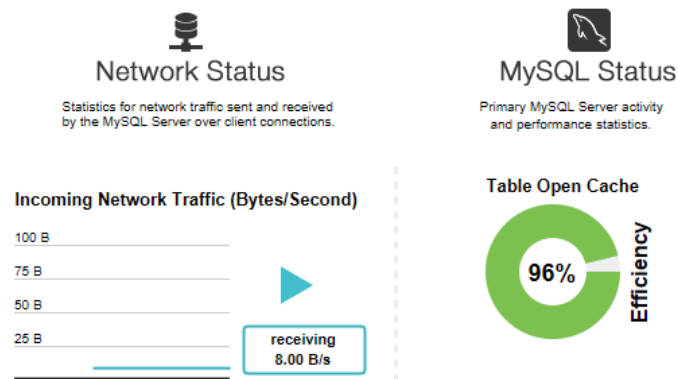 Network Status
Statistics for network traffic sent and received
by the MySQL Server over client connections.
Incoming Network Traffic (Bytes/Second)
100 B
75 B
50 B
25 B
receiving
8.00 B/s
MySQL Status
Primary MySQL Server activity
and performance statistics.
Table Open Cache
96%
Efficiency